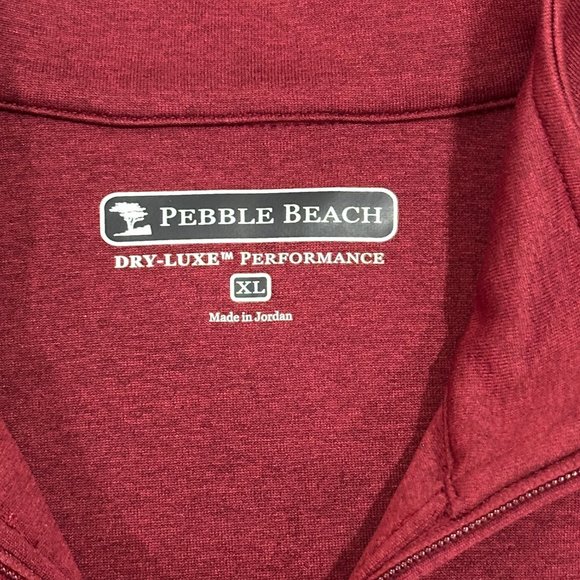 PEBBLE BEACH
DRY-LUXE™ PERFORMANCE
XL
Made in Jordan